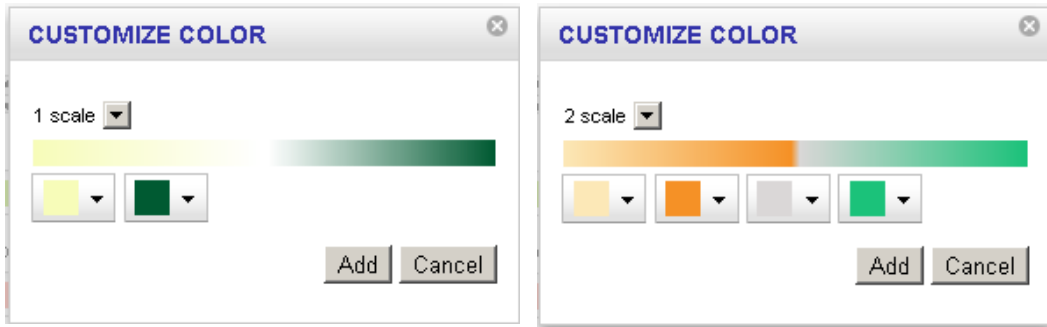 CUSTOMIZE COLOR
1 scale
Add
Cancel
CUSTOMIZE COLOR
2 scale
Add
Cancel